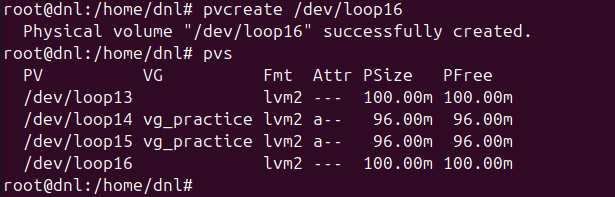 root@dnl:/home/dnl# pvcreate /dev/loop16
  Physical volume "/dev/loop16" successfully created.
root@dnl:/home/dnl# pvs
  PV          VG          Fmt  Attr PSize   PFree
  /dev/loop13             lvm2 ---  100.00m 100.00m
  /dev/loop14 vg_practice lvm2 a--   96.00m  96.00m
  /dev/loop15 vg_practice lvm2 a--   96.00m  96.00m
  /dev/loop16             lvm2 ---  100.00m 100.00m
root@dnl:/home/dnl#